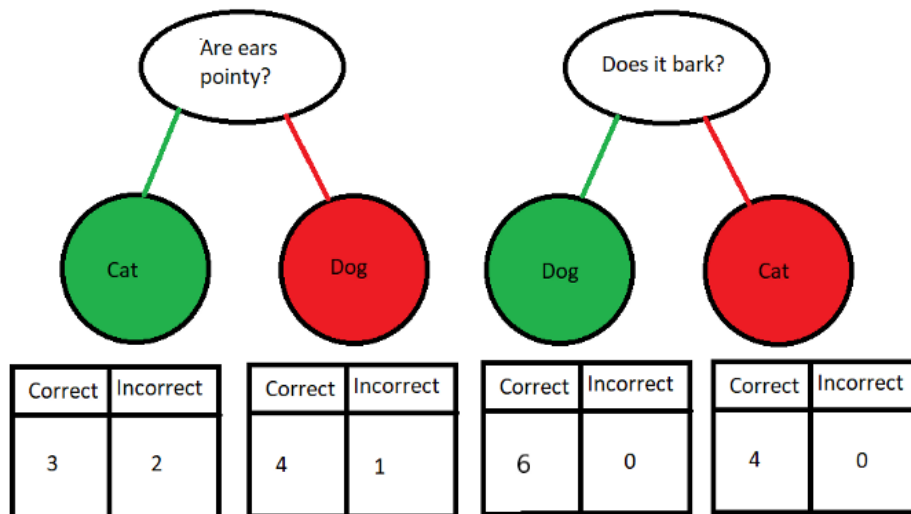 Are ears
pointy?
Does it bark?
Cat
Dog
Dog
Cat
Correct Incorrect
3 2
Correct Incorrect
4 1
Correct Incorrect
6 0
Correct Incorrect
4 0